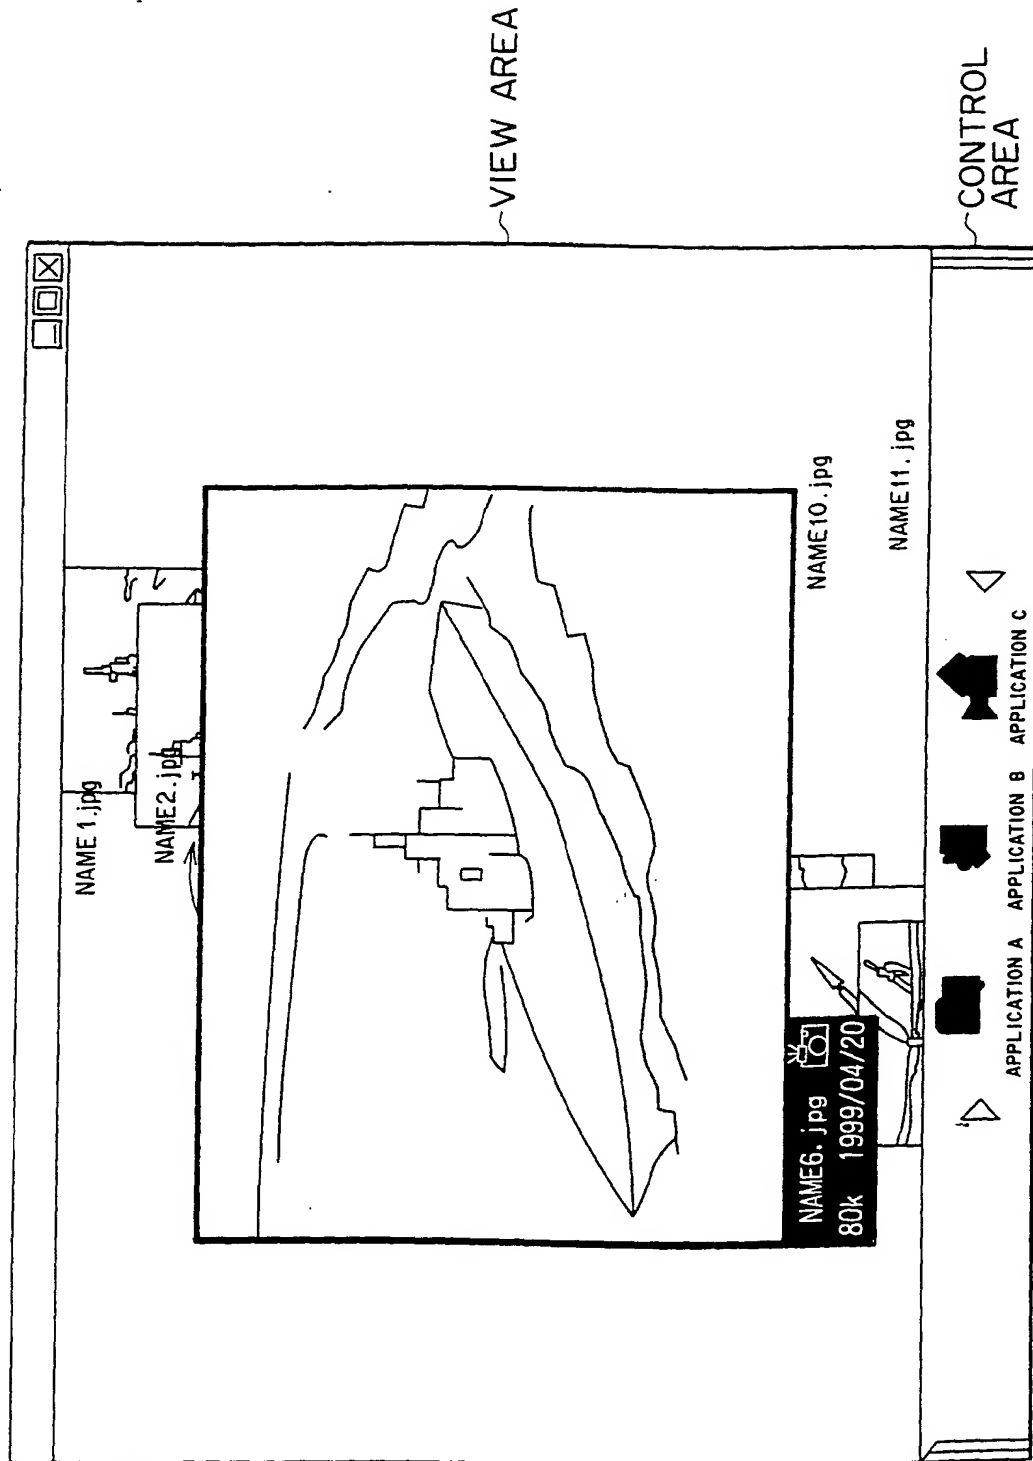 NAME1.jpg
NAME2.jpg
VIEW AREA
NAME6.jpg
80k 1999/04/20
NAME10.jpg
NAME11.jpg
APPLICATION A APPLICATION B APPLICATION C
CONTROL
AREA